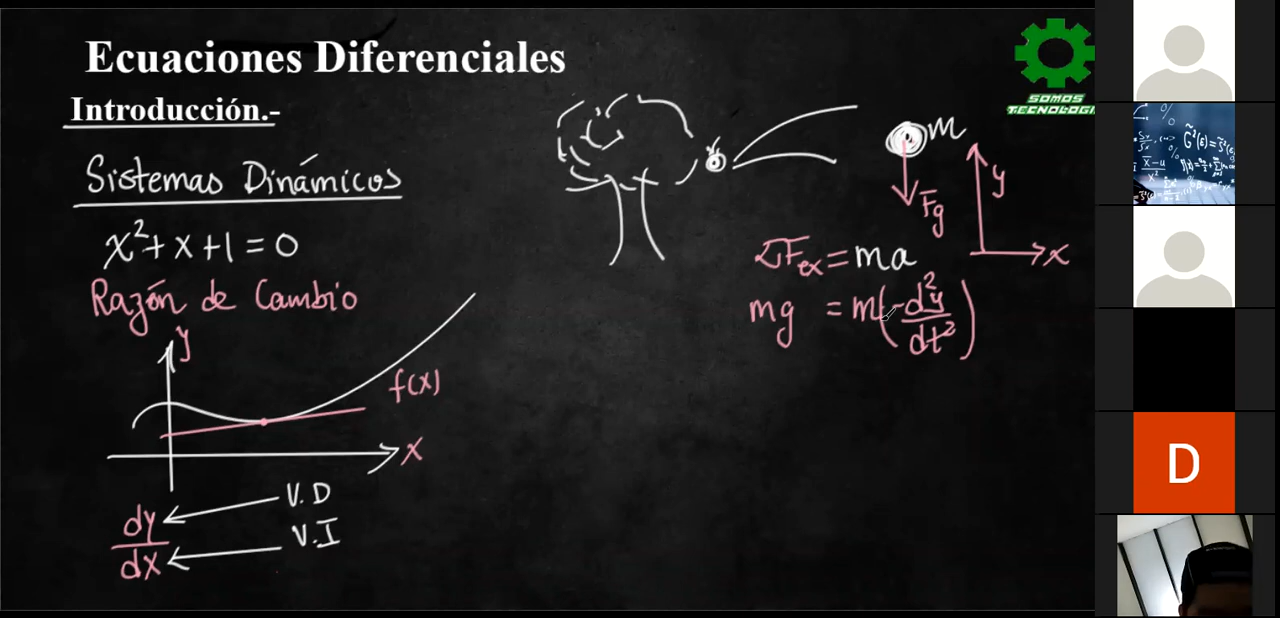 Ecuaciones Diferenciales
Introducción.-
Sistemas Dinámicos
x²+x+1=0
Razón de Cambio
y
f(x)
x
dy
dx
V.D
V.I
m
F̄g
y
x
ΣFex=ma
mg = m(-d²y/dt²)
SOMOS
TECNOLOGÍ
D